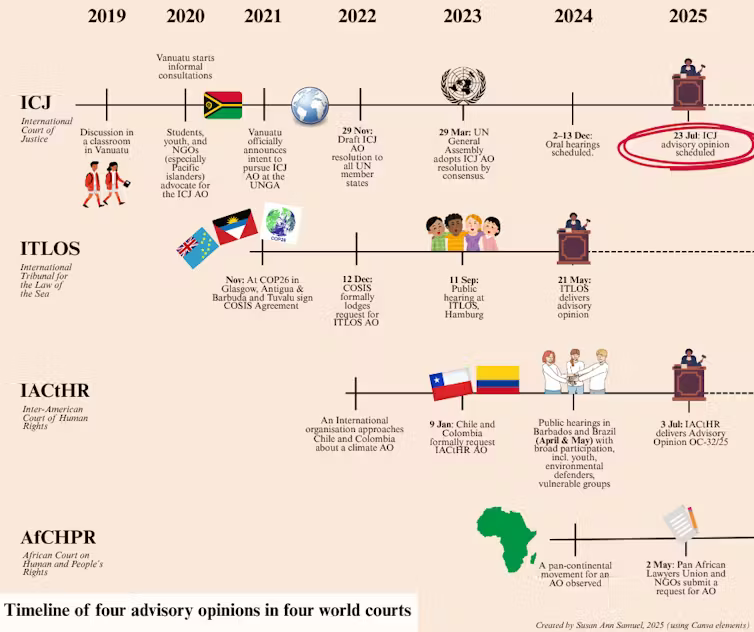 2019
2020
2021
2022
2023
2024
2025
ICJ
International
Court of
Justice
Discussion in
a classroom
in Vanuatu
Vanuatu starts
informal
consultations
Students,
youth, and
NGOs
(especially
Pacific
islanders)
advocate for
the ICJ AO
Vanuatu
officially
announces
intent to
pursue ICJ
AO at the
UNGA
29 Nov:
Draft ICJ
AO
resolution to
all UN
member
states
29 Mar: UN
General
Assembly
adopts ICJ AO
resolution by
consensus.
2–13 Dec:
Oral hearings
scheduled.
23 Jul: ICJ
advisory opinion
scheduled
ITLOS
International
Tribunal for
the Law of
the Sea
COP26
Nov: At COP26 in
Glasgow, Antigua &
Barbuda and Tuvalu sign
COSIS Agreement
12 Dec:
COSIS
formally
lodges
request for
ITLOS AO
11 Sep:
Public
hearing at
ITLOS,
Hamburg
21 May:
ITLOS
delivers
advisory
opinion
IACtHR
Inter-American
Court of Human
Rights
An International
organisation approaches
Chile and Colombia
about a climate AO
9 Jan: Chile and
Colombia
formally request
IACtHR AO
Public hearings in
Barbados and Brazil
(April & May) with
broad participation,
incl. youth,
environmental
defenders,
vulnerable groups
3 Jul: IACtHR
delivers Advisory
Opinion OC-32/25
AfCHPR
African Court on
Human and People's
Rights
A pan-continental
movement for an
AO observed
2 May: Pan African
Lawyers Union and
NGOs submit a
request for AO
Timeline of four advisory opinions in four world courts
Created by Susan Ann Samuel, 2025 (using Canva elements)